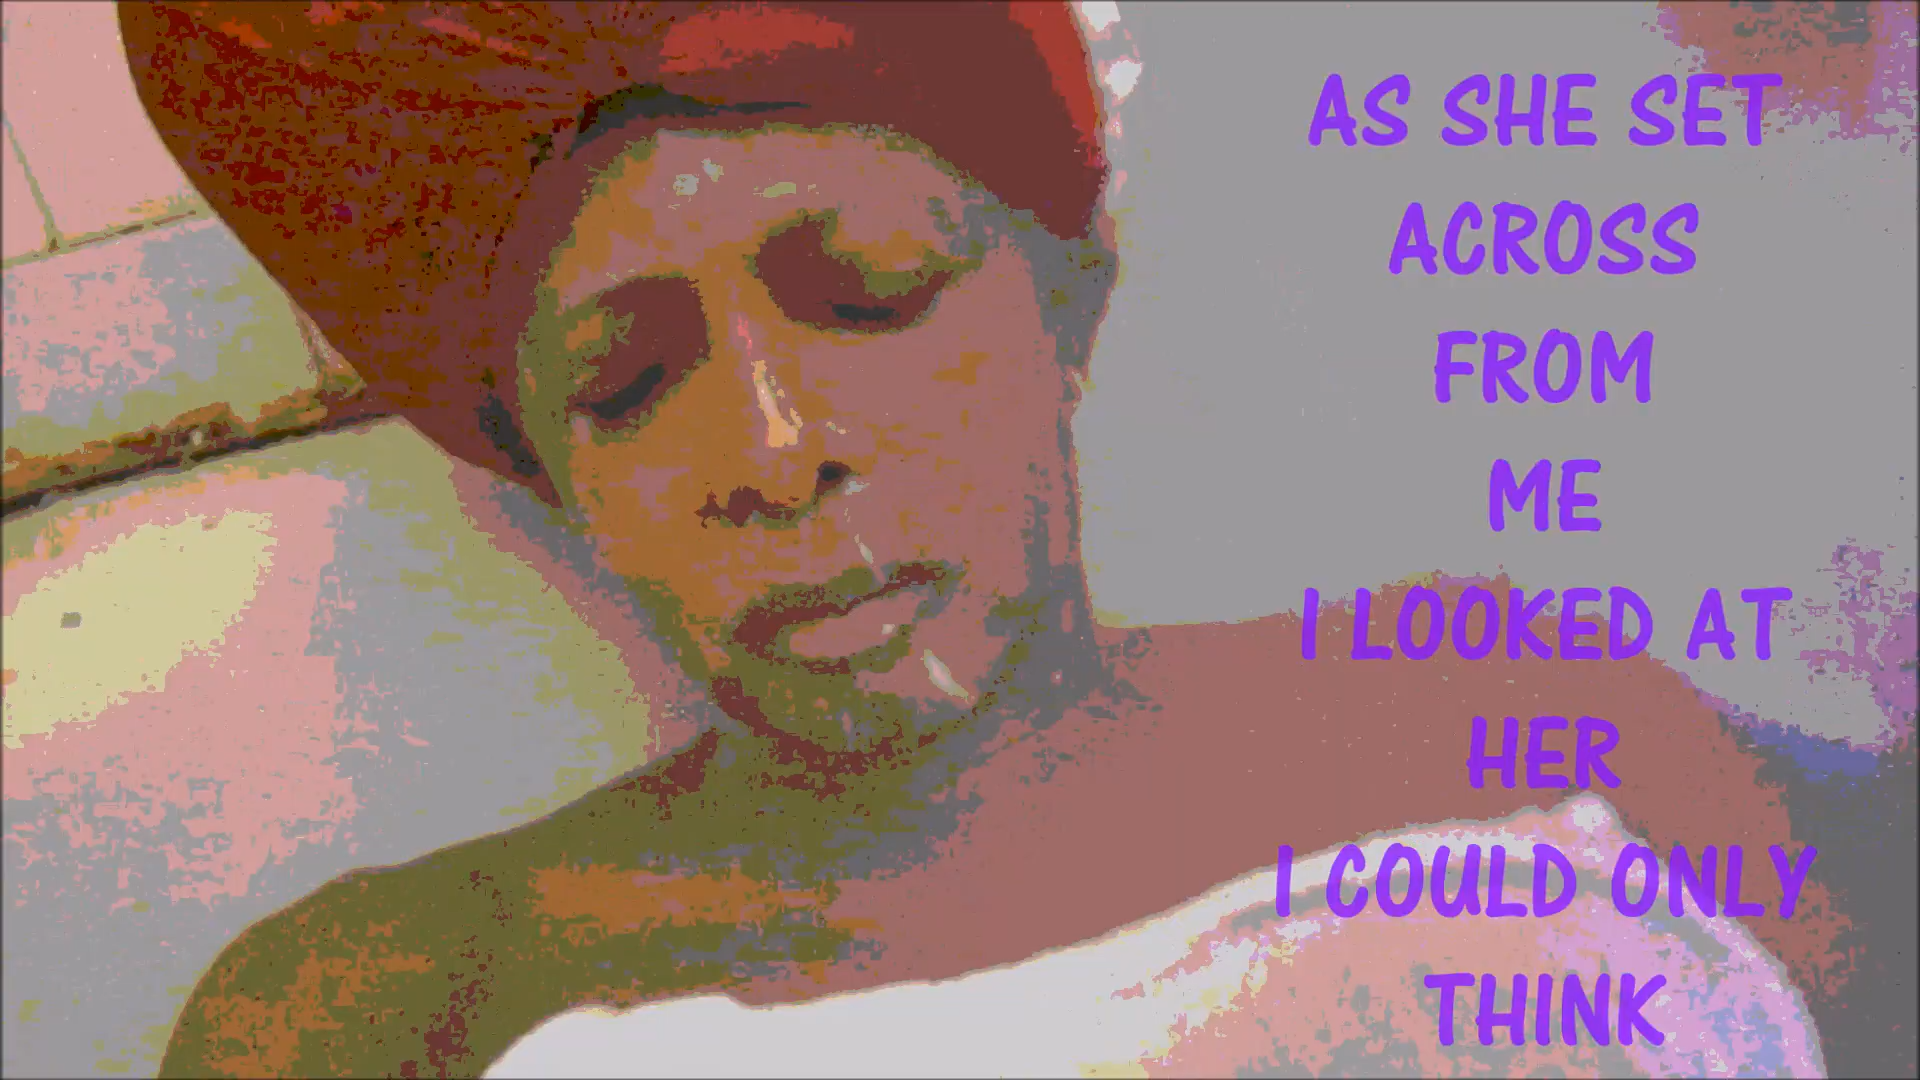 AS SHE SET
ACROSS
FROM
ME
I LOOKED AT
HER
I COULD ONLY
THINK